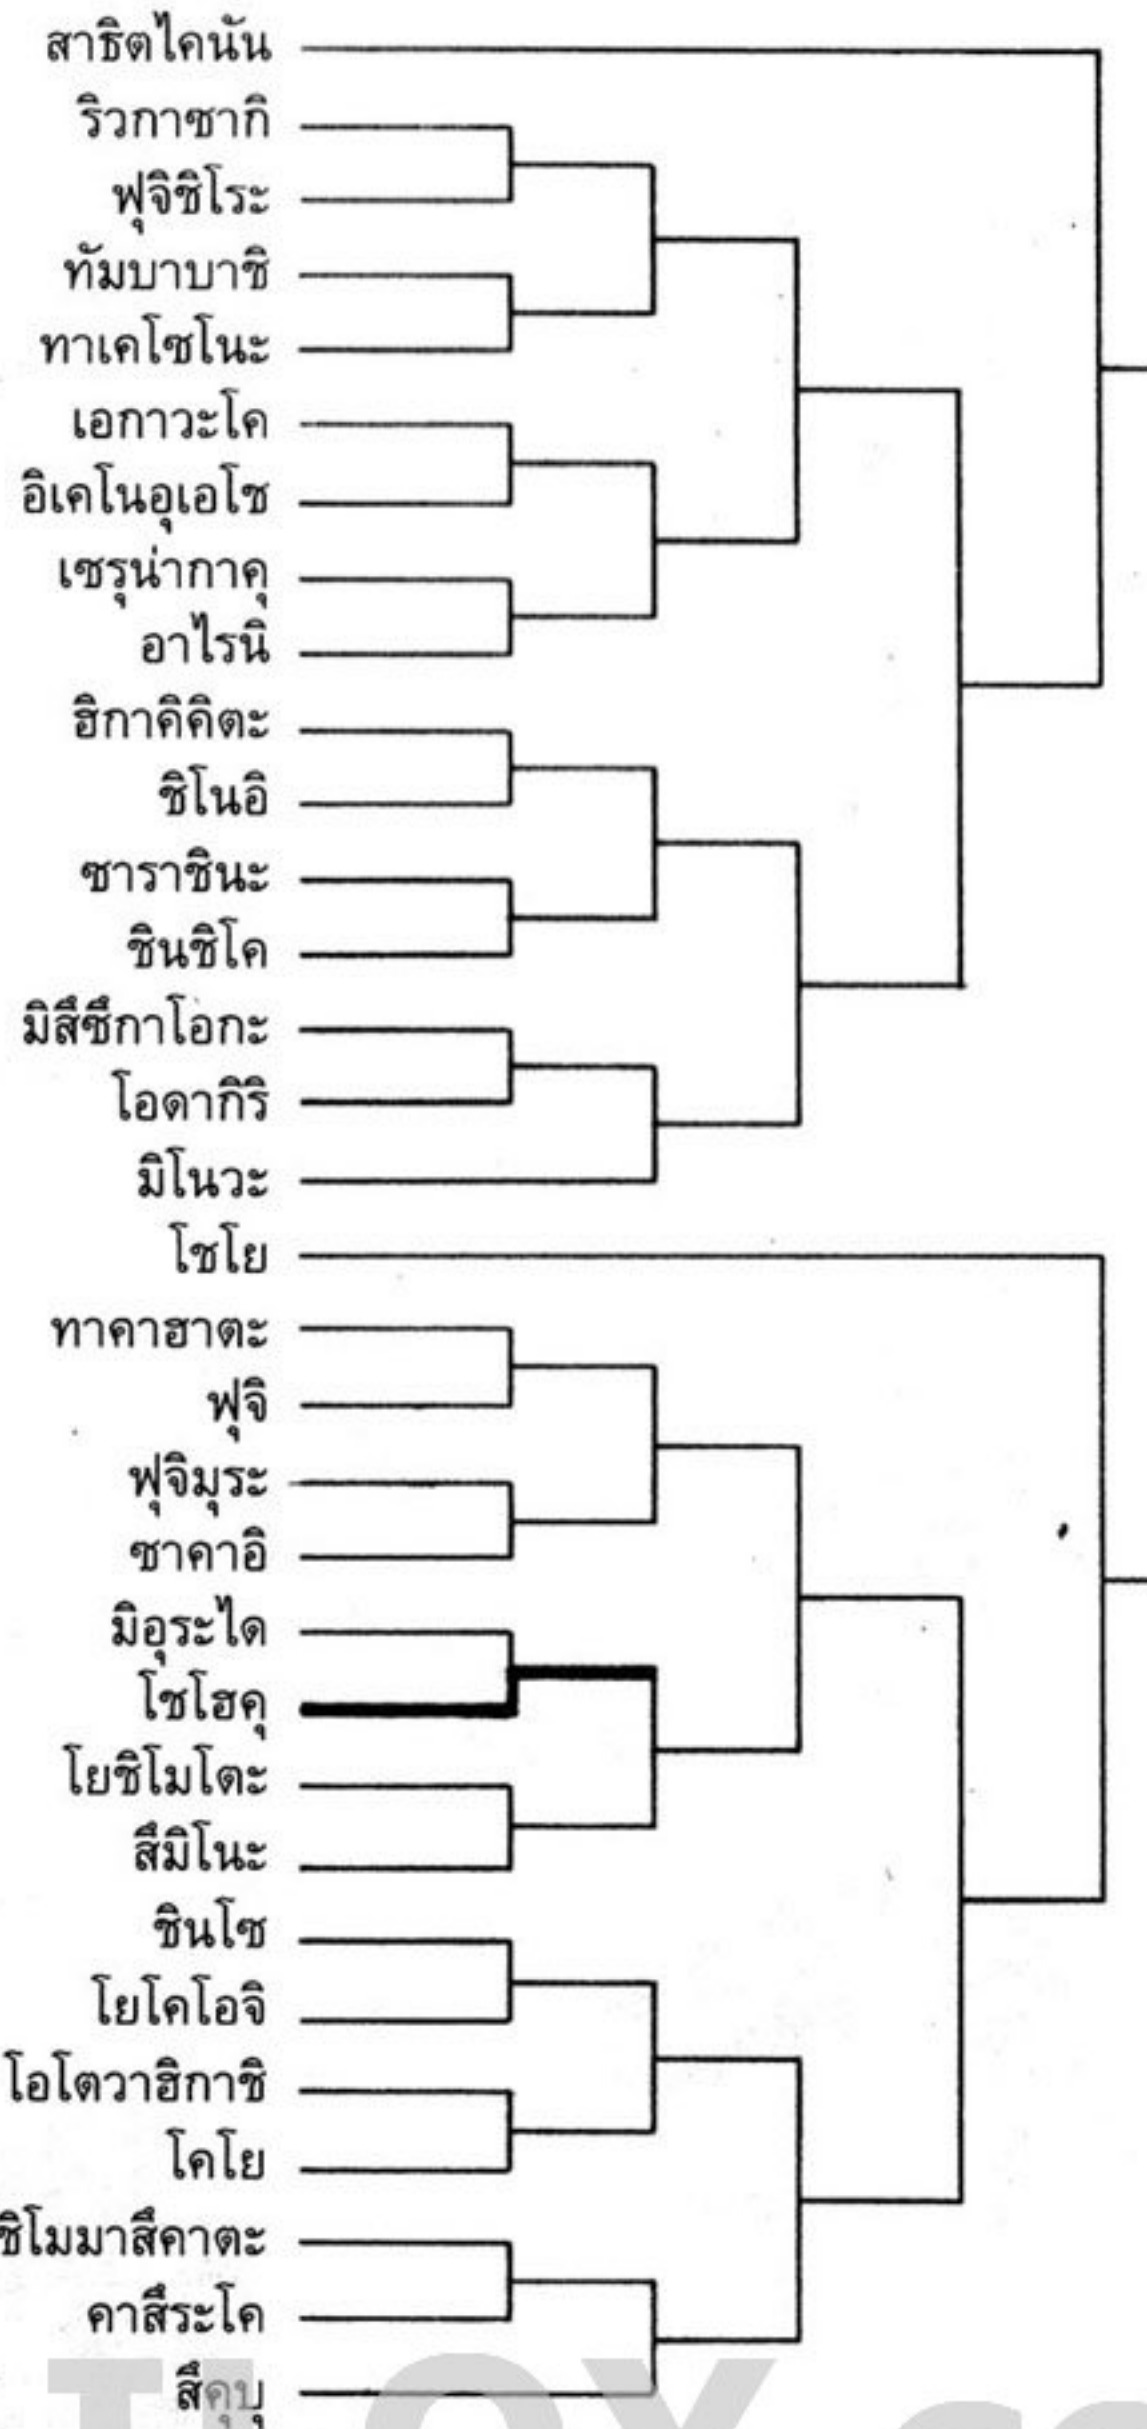 สาธิตไคนัน
ริวกาซากิ
ฟุจิชิโระ
ทัมบาบาชิ
ทาเคโซโนะ
เอกาวะโค
อิเคโนอุเอโช
เซรุน่ากาคุ
อาไรนิ
ฮิกาคิคิตะ
ชิโนอิ
ซาราชินะ
ชินชิโค
มิสึซึกาโอกะ
โอดากิริ
มิโนวะ
โชโย
ทาคาฮาตะ
ฟุจิ
ฟุจิมุระ
ซาคาอิ
มิอุระได
โชโฮคุ
โยชิโมโตะ
สึมิโนะ
ชินโซ
โยโคโอจิ
โอโตวาฮิกาชิ
โคโย
ชิโมมาสึคาตะ
คาสึระโค
สึคุบุ